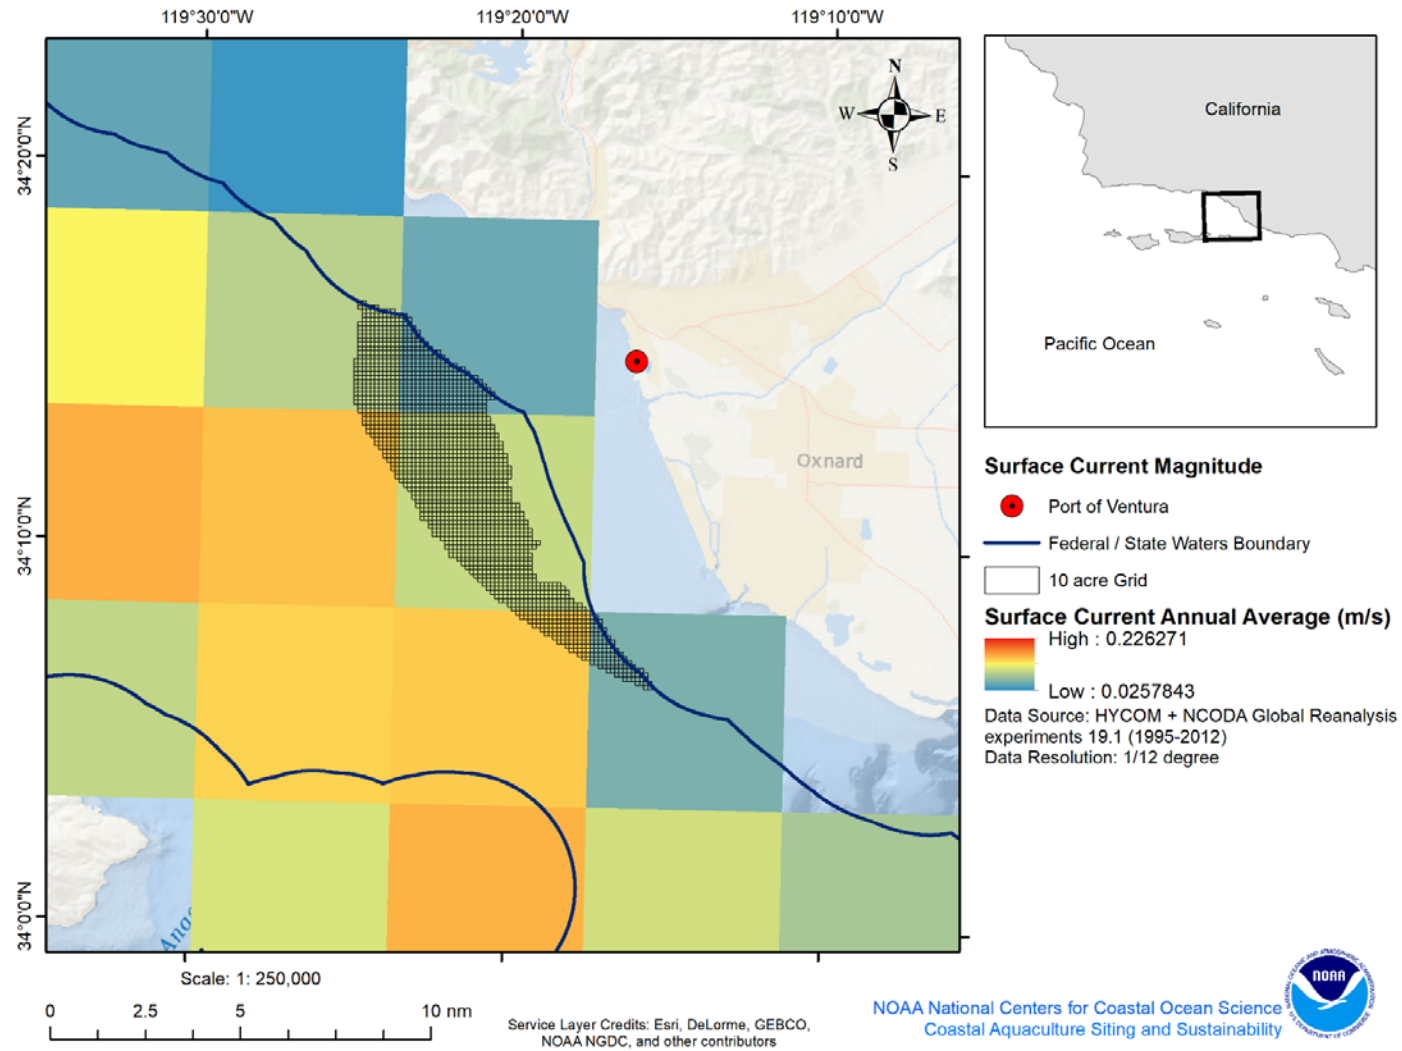 119°30'0"W
119°20'0"W
119°10'0"W
34°20'0"N
34°10'0"N
34°0'0"N
N
W
E
S
Oxnard
Scale: 1: 250,000
0
2.5
5
10 nm
Service Layer Credits: Esri, DeLorme, GEBCO,
NOAA NGDC, and other contributors
California
Pacific Ocean
Surface Current Magnitude
Port of Ventura
Federal / State Waters Boundary
10 acre Grid
Surface Current Annual Average (m/s)
High : 0.226271
Low : 0.0257843
Data Source: HYCOM + NCODA Global Reanalysis
experiments 19.1 (1995-2012)
Data Resolution: 1/12 degree
NOAA National Centers for Coastal Ocean Science
Coastal Aquaculture Siting and Sustainability
NOAA